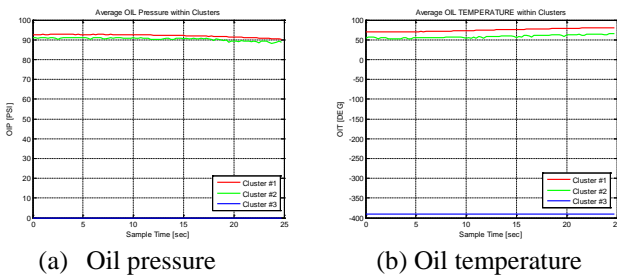 Average OIL Pressure within Clusters
100
90
80
70
60
50
40
30
20
10
0
OIP [PSI]
0
5
10
15
20
25
Sample Time [sec]
Cluster #1
Cluster #2
Cluster #3
(a) Oil pressure
Average OIL TEMPERATURE within Clusters
100
50
0
-50
-100
-150
-200
-250
-300
-350
-400
OIT [DEG]
0
5
10
15
20
2
Sample Time [sec]
Cluster #1
Cluster #2
Cluster #3
(b) Oil temperature